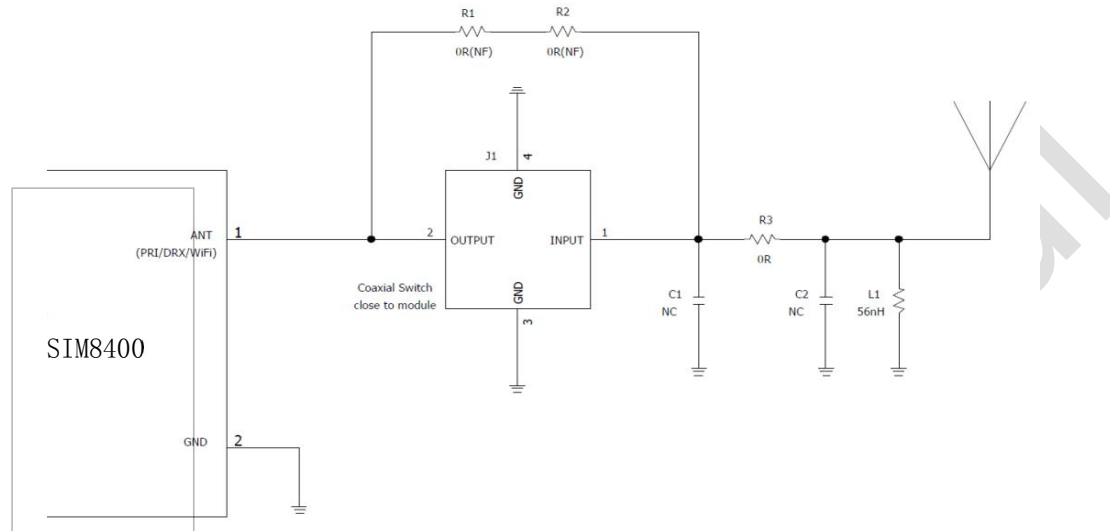 R1
R2
0R(NF)
0R(NF)
J1
4
GND
ANT
(PRI/DRX/WiFi)
1
2
OUTPUT
INPUT
1
R3
0R
Coaxial Switch
close to module
GND
3
C1
NC
C2
NC
L1
56nH
SIM8400
GND
2